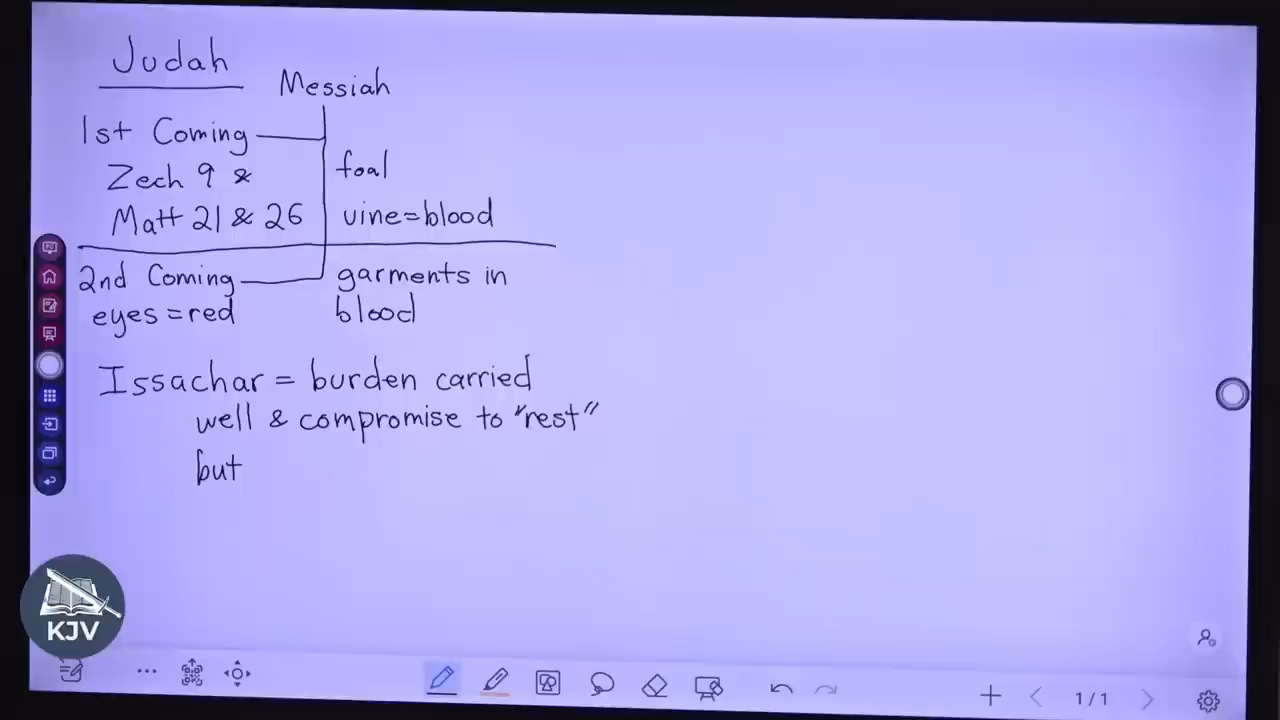 Judah
Messiah
1st Coming
Zech 9 &
Matt 21 & 26
foal
vine=blood
2nd Coming
eyes=red
garments in
blood
Issachar = burden carried
well & compromise to "rest"
but
KJV
1/1